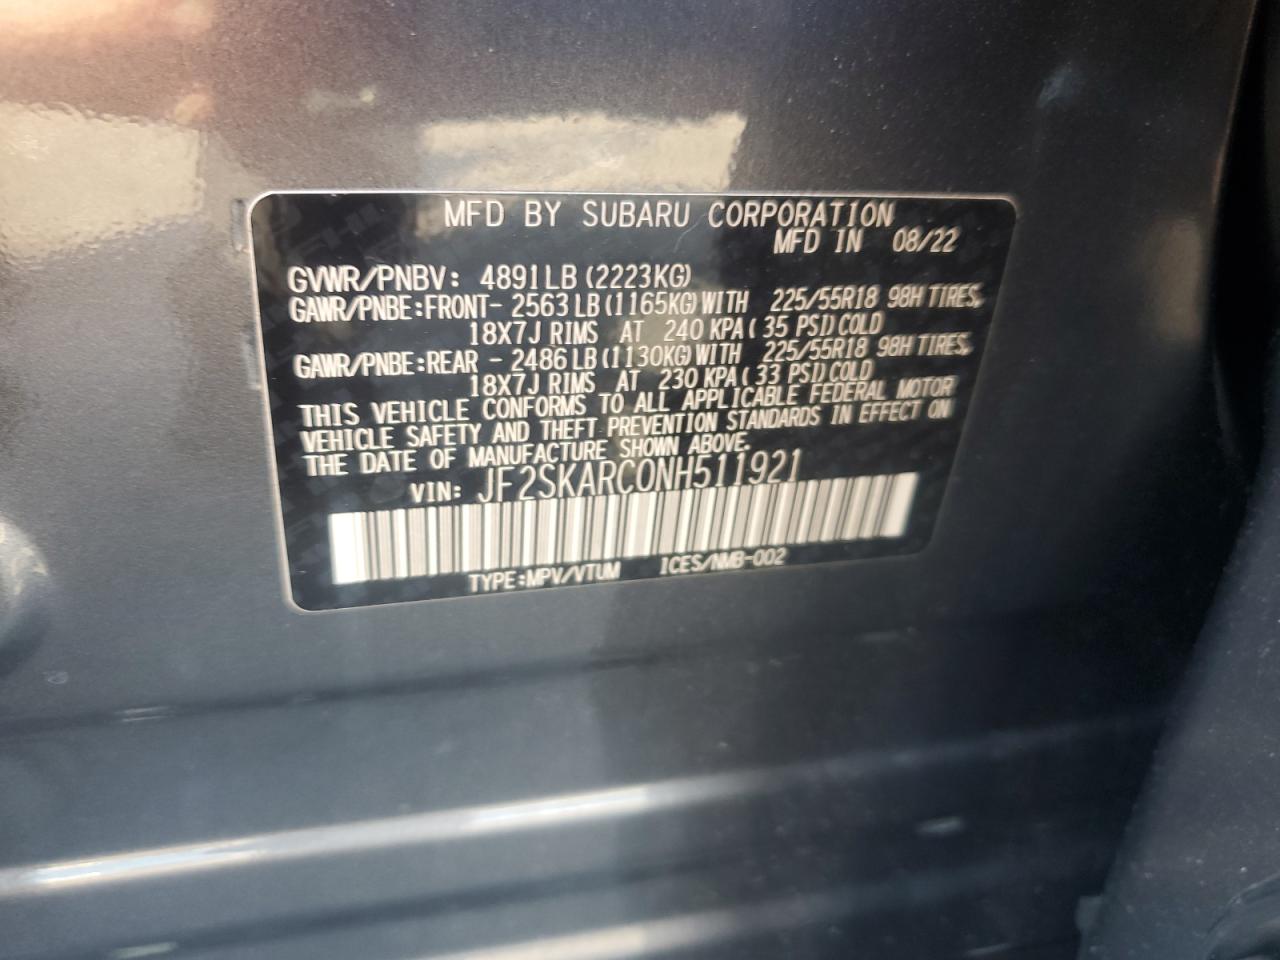 MFD BY SUBARU CORPORATION
MFD IN 08/22
GVWR/PNBV: 4891LB (2223KG)
GAWR/PNBE:FRONT- 2563 LB (1165KG) WITH 225/55R18 98H TIRES,
18X7J RIMS AT 240 KPA ( 35 PSI) COLD
GAWR/PNBE:REAR - 2486 LB (1130KG) WITH 225/55R18 98H TIRES,
18X7J RIMS AT 230 KPA ( 33 PSI) COLD
THIS VEHICLE CONFORMS TO ALL APPLICABLE FEDERAL MOTOR
VEHICLE SAFETY AND THEFT PREVENTION STANDARDS IN EFFECT ON
THE DATE OF MANUFACTURE SHOWN ABOVE.
VIN: JF2SKARC0NH511921
TYPE:MPV/VTUM ICES/NMB-002